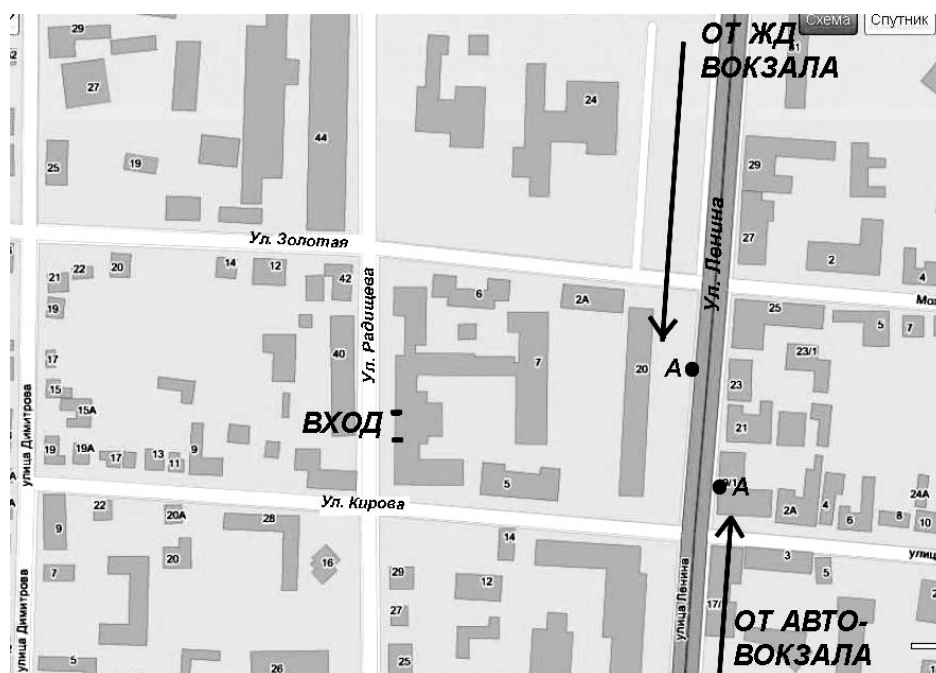 Схема
Спутник
ОТ ЖД
ВОКЗАЛА
29
27
44
24
25
19
29
27
2
4
Ул. Золотая
Ул. Ленина
21
22
20
14
12
42
6
2А
25
5
7
19
Ул. Радищева
40
7
20
А
23/1
23
17
15
15А
ВХОД
21
19
19А
17
13
11
9
5
А
2А
4
6
8
24А
10
улица Димитрова
Ул. Кирова
22
20А
28
9
14
3
5
7
20
16
29
12
27
улица Ленина
улица Димитрова
5
26
25
ОТ АВТО-
ВОКЗАЛА